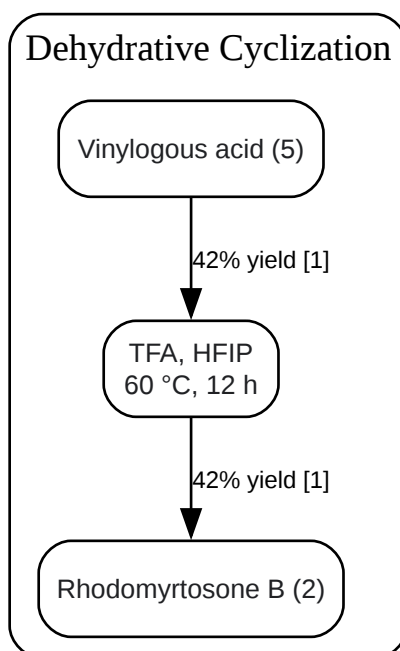 Dehydrative Cyclization
Vinylogous acid (5)
42% yield [1]
TFA, HFIP
60 °C, 12 h
42% yield [1]
Rhodomyrtosone B (2)